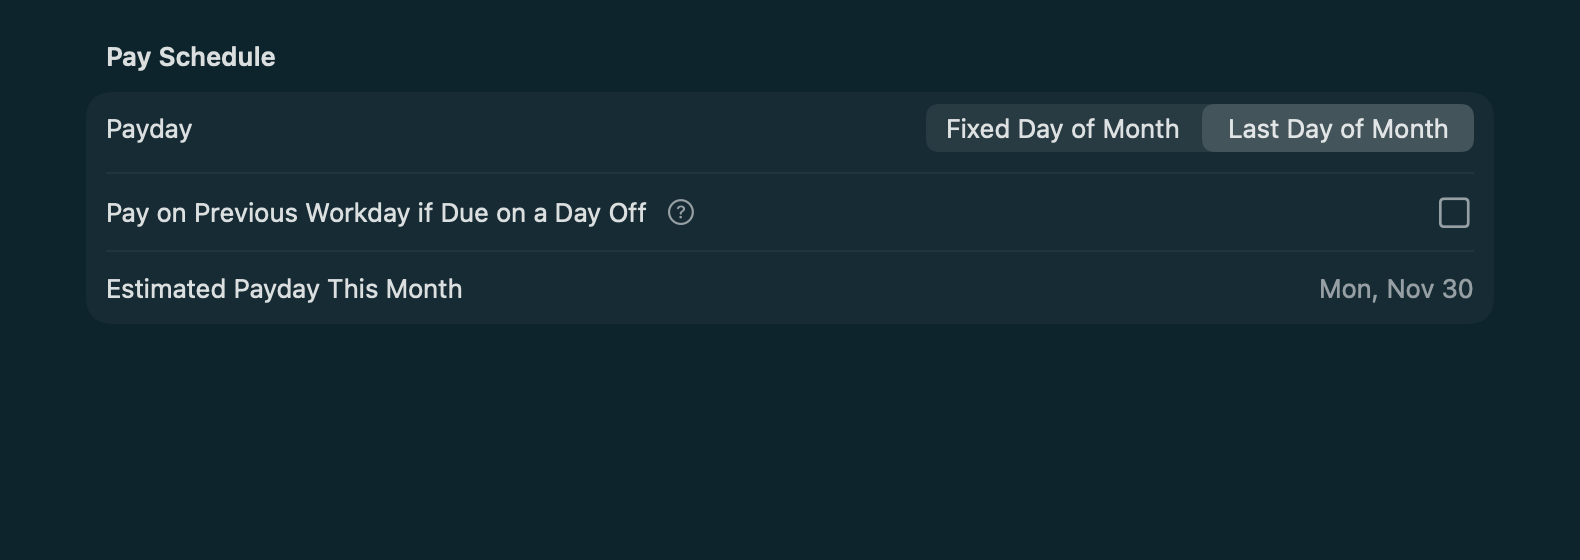 Pay Schedule
Payday
Fixed Day of Month
Last Day of Month
Pay on Previous Workday if Due on a Day Off ?
Estimated Payday This Month
Mon, Nov 30